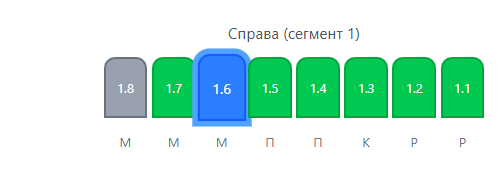 Справа (сегмент 1)
1.8 1.7 1.6 1.5 1.4 1.3 1.2 1.1
М М М П П К Р Р